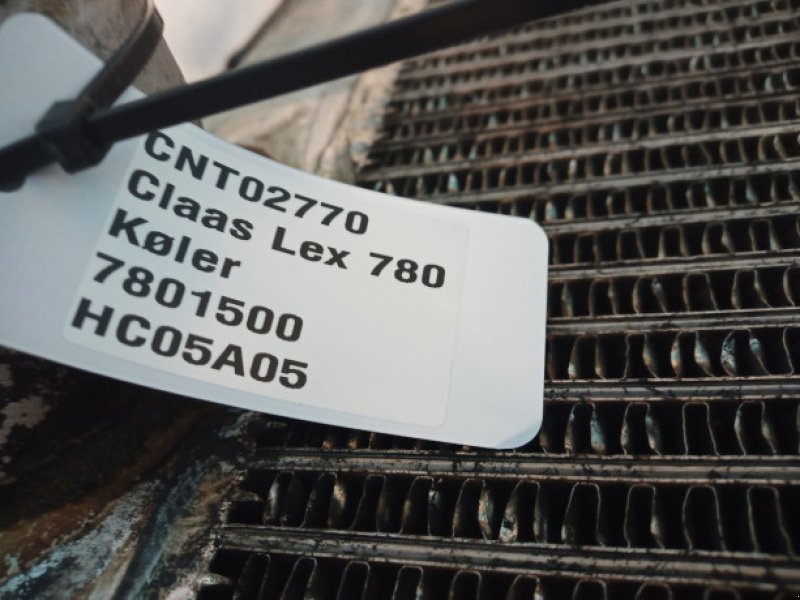 CNT02770
Claas Lex 780
Køler
7801500
HC05A05